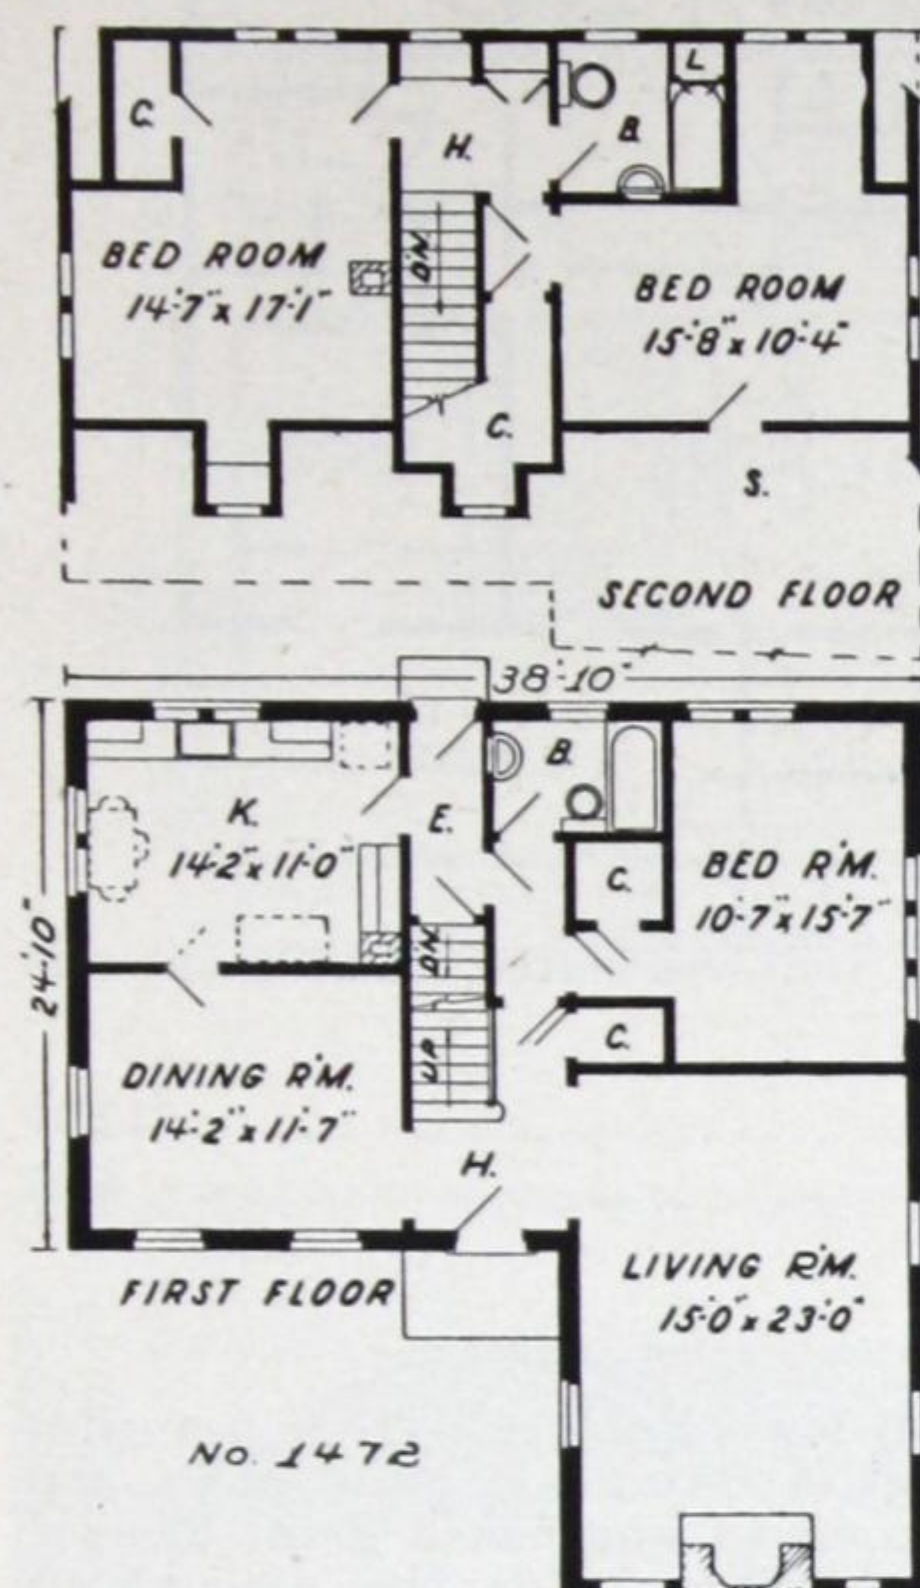 C.
L
B.
H.
BED ROOM
14'-7" x 17'-1"
DN.
BED ROOM
15'-8" x 10'-4"
C.
S.
SECOND FLOOR
38'-10"
B.
K.
14'-2" x 11'-0"
E.
C.
BED R'M.
10'-7" x 15'-7"
24'-10"
DN.
UP
C.
DINING R'M.
14'-2" x 11'-7"
H.
LIVING R'M.
15'-0" x 23'-0"
FIRST FLOOR
No. 1472